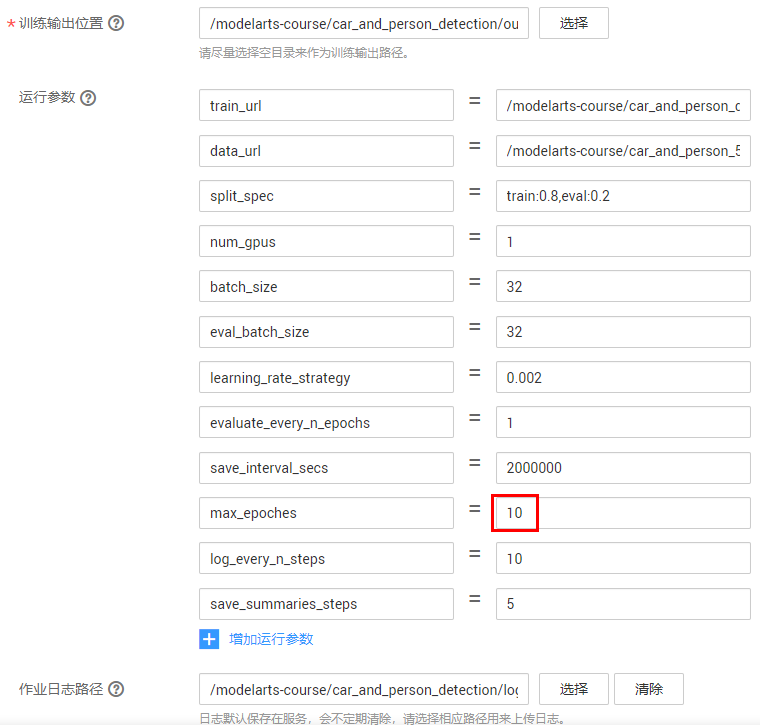 * 训练输出位置 ? /modelarts-course/car_and_person_detection/ou 选择
请尽量选择空目录来作为训练输出路径。
运行参数 ? train_url = /modelarts-course/car_and_person_d
data_url = /modelarts-course/car_and_person_5
split_spec = train:0.8,eval:0.2
num_gpus = 1
batch_size = 32
eval_batch_size = 32
learning_rate_strategy = 0.002
evaluate_every_n_epochs = 1
save_interval_secs = 2000000
max_epoches = 10
log_every_n_steps = 10
save_summaries_steps = 5
+ 增加运行参数
作业日志路径 ? /modelarts-course/car_and_person_detection/log 选择 清除
日志默认保存在服务，会不定期清除，请选择相应路径用来上传日志。